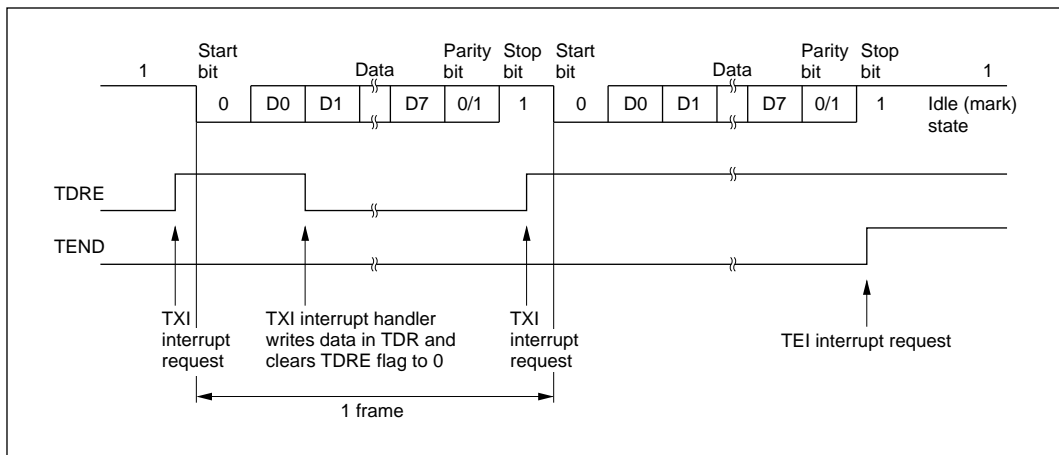 Start bit
Data
Parity bit
Stop bit
Start bit
Data
Parity bit
Stop bit
1
1
0
D0
D1
D7
0/1
1
0
D0
D1
D7
0/1
1
Idle (mark) state
TDRE
TEND
TXI interrupt request
TXI interrupt handler writes data in TDR and clears TDRE flag to 0
TXI interrupt request
TEI interrupt request
1 frame